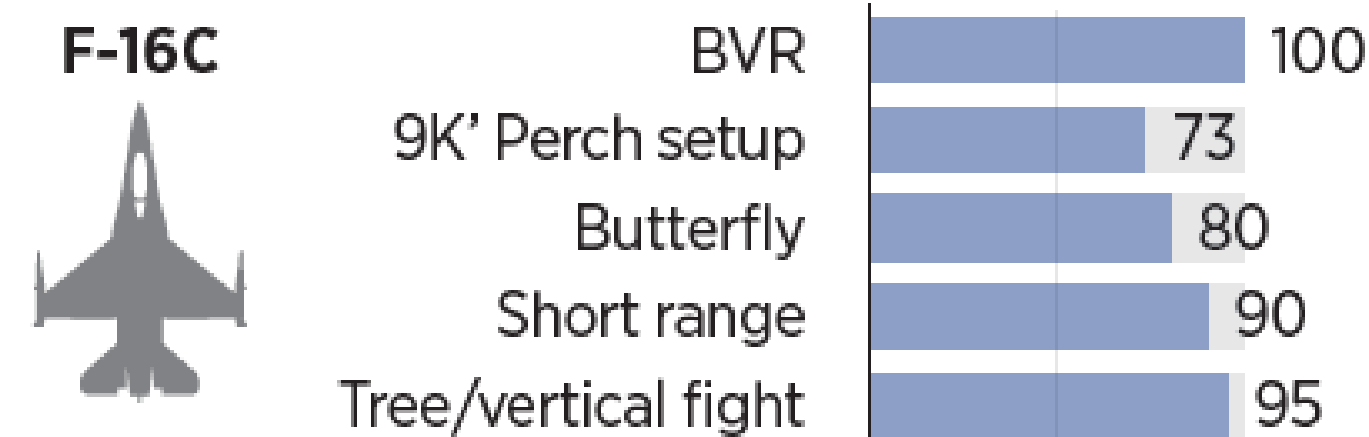 F-16C
BVR 100
9K’ Perch setup 73
Butterfly 80
Short range 90
Tree/vertical fight 95